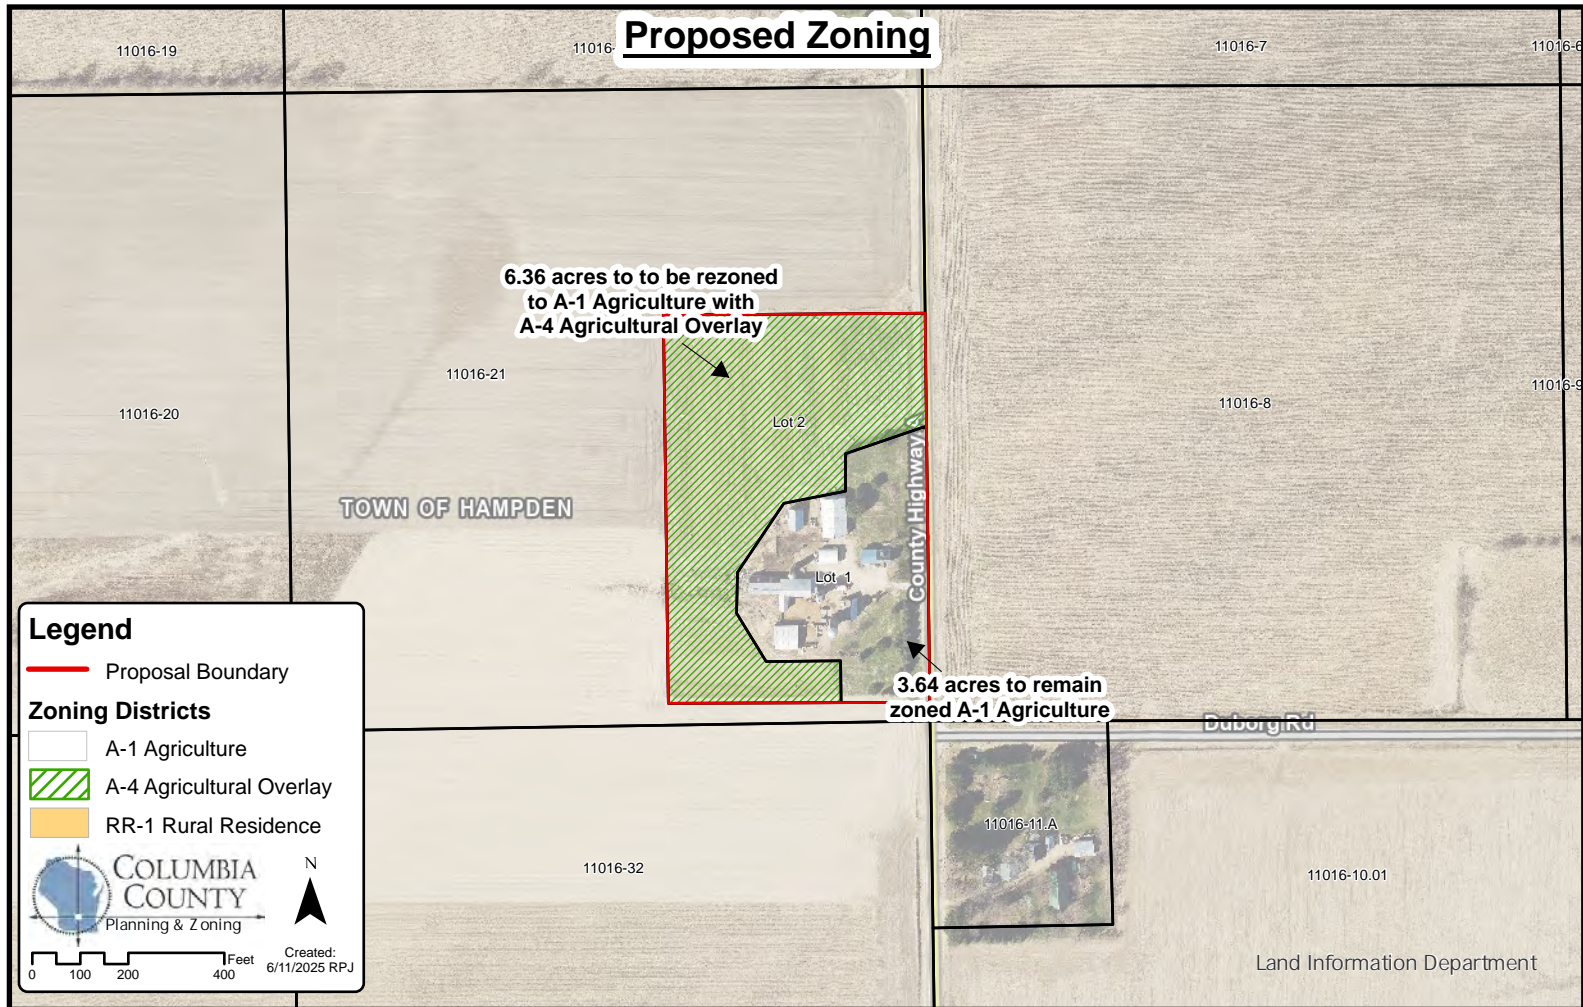 Proposed Zoning
11016-19
11016-
11016-7
11016-6
6.36 acres to to be rezoned
to A-1 Agriculture with
A-4 Agricultural Overlay
11016-21
11016-20
11016-8
11016-9
Lot 2
TOWN OF HAMPDEN
County Highway A
Lot 1
3.64 acres to remain
zoned A-1 Agriculture
Duborg Rd
11016-11.A
11016-32
11016-10.01
Legend
Proposal Boundary
Zoning Districts
A-1 Agriculture
A-4 Agricultural Overlay
RR-1 Rural Residence
COLUMBIA
COUNTY
Planning & Zoning
N
Feet
0 100 200 400
Created:
6/11/2025 RPJ
Land Information Department